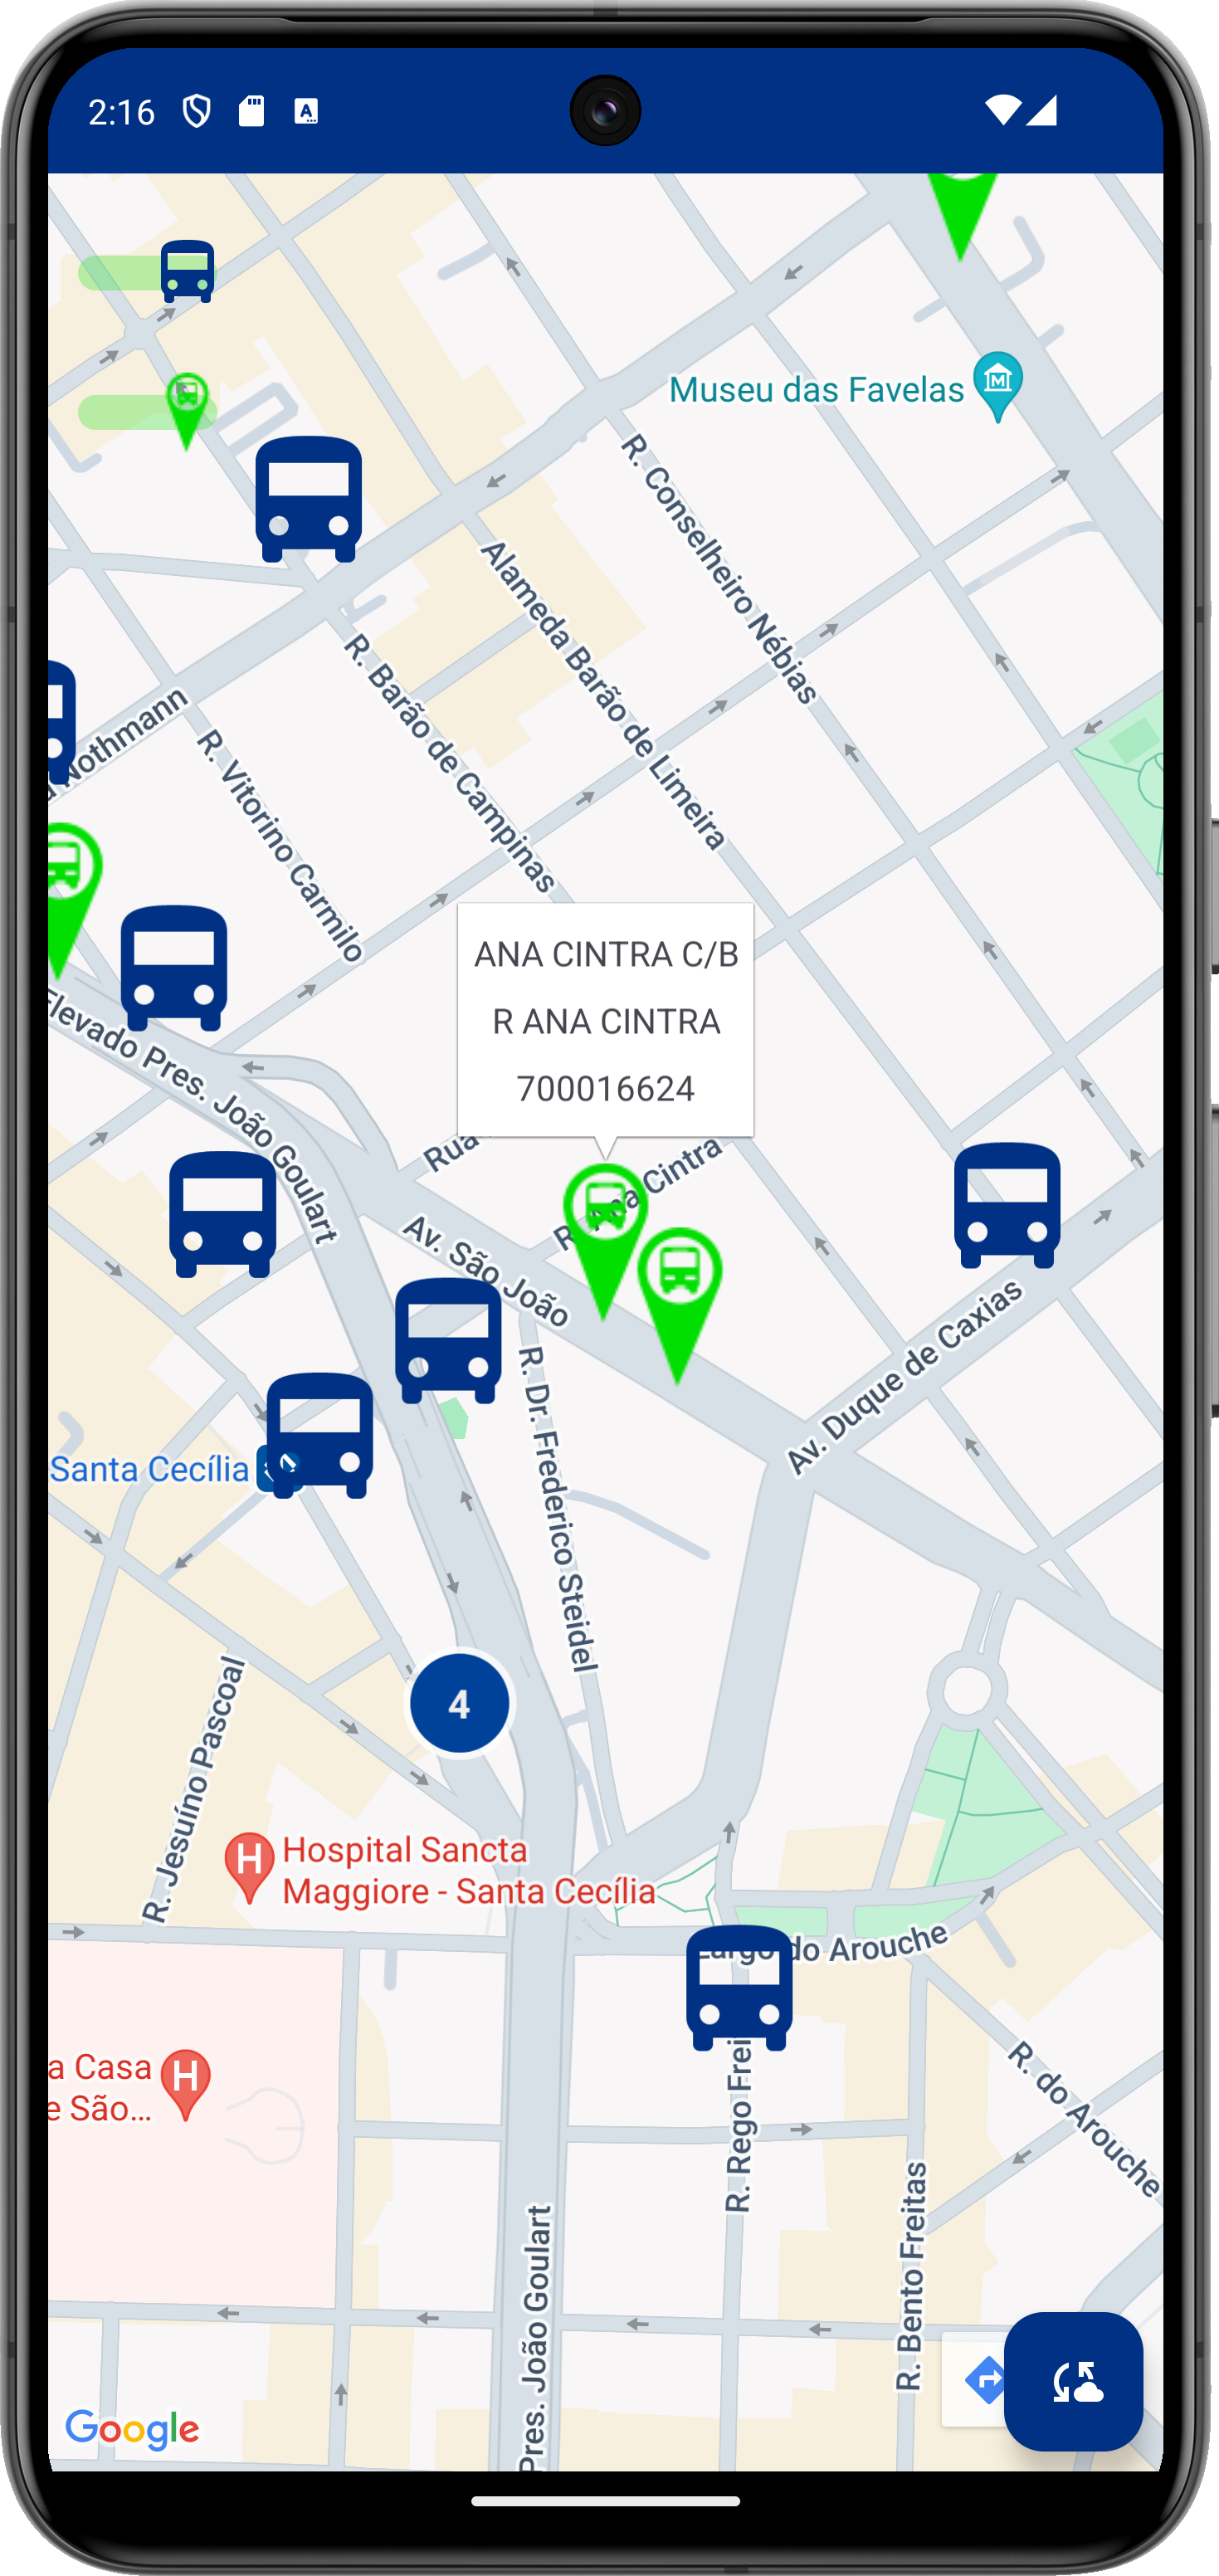 2:16
A
Museu das Favelas
M
R. Conselheiro Nébias
Alameda Barão de Limeira
R. Barão de Campinas
Nothmann
R. Vitorino Carmilo
ANA CINTRA C/B
R ANA CINTRA
700016624
Elevado Pres. João Goulart
Rua
Cintra
Av. São João
Av. Duque de Caxias
R. Dr. Frederico Steidel
Santa Cecília
4
R. Jesuíno Pascoal
H
Hospital Sancta
Maggiore - Santa Cecília
Largo do Arouche
a Casa
e São...
H
R. do Arouche
R. Rego Frei
R. Bento Freitas
Pres. João Goulart
Google